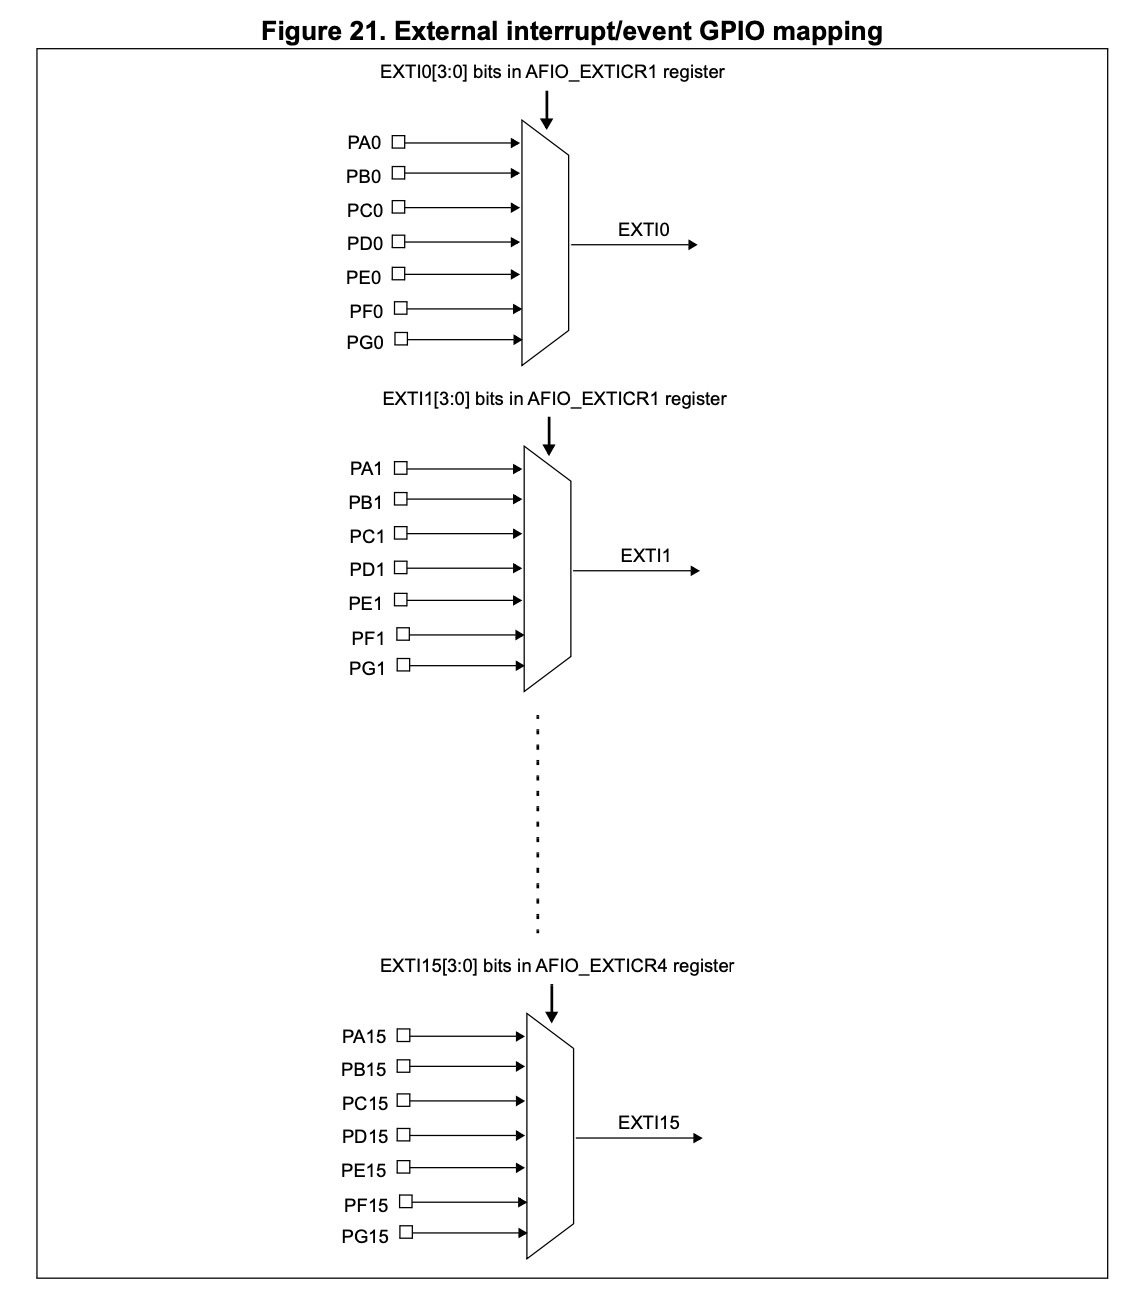 Figure 21. External interrupt/event GPIO mapping
EXTI0[3:0] bits in AFIO_EXTICR1 register
PA0
PB0
PC0
PD0
PE0
PF0
PG0
EXTI0
EXTI1[3:0] bits in AFIO_EXTICR1 register
PA1
PB1
PC1
PD1
PE1
PF1
PG1
EXTI1
EXTI15[3:0] bits in AFIO_EXTICR4 register
PA15
PB15
PC15
PD15
PE15
PF15
PG15
EXTI15